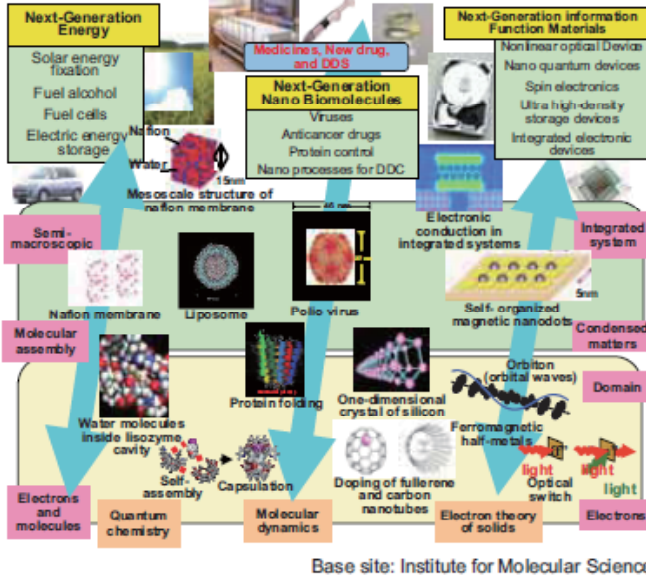 Next-Generation
Energy
Solar energy
fixation
Fuel alcohol
Fuel cells
Electric energy
storage
Medicines, New drug,
and DDS
Next-Generation
Nano Biomolecules
Viruses
Anticancer drugs
Protein control
Nano processes for DDC
Next-Generation Information
Function Materials
Nonlinear optical Device
Nano quantum devices
Spin electronics
Ultra high-density
storage devices
Integrated electronic
devices
Nafion
Water
15nm
Mesoscale structure of
nafion membrane
Semi-
macroscopic
Electronic
conduction in
integrated systems
Integrated
system
Nafion membrane
Liposome
Polio virus
5nm
Self- organized
magnetic nanodots
Molecular
assembly
Condensed
matters
Water molecules
inside lisozyme
cavity
Protein folding
One-dimensional
crystal of silicon
Orbiton
(orbital waves)
Domain
Ferromagnetic
half-metals
Self-
assembly
Capsulation
Doping of fullerene
and carbon
nanotubes
light
light
Optical
switch
light
Electrons
and
molecules
Quantum
chemistry
Molecular
dynamics
Electron theory
of solids
Electrons
Base site: Institute for Molecular Science